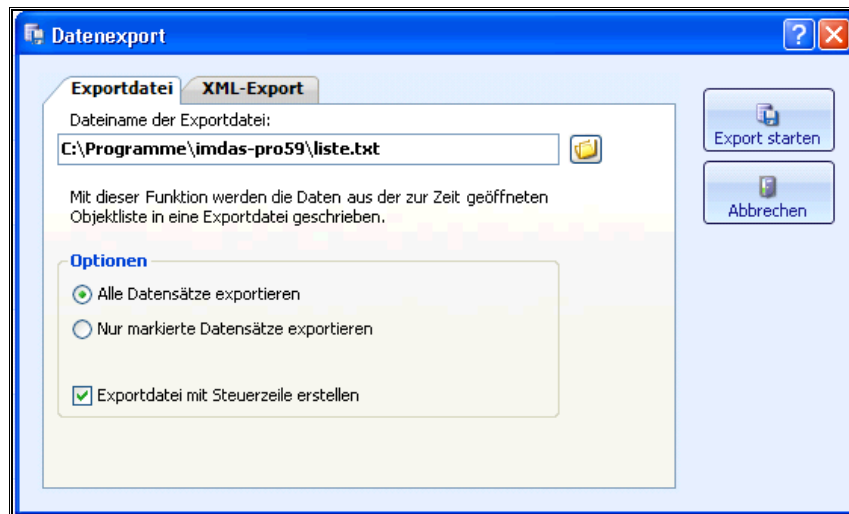 Datenexport
Exportdatei
XML-Export
Dateiname der Exportdatei:
C:\Programme\imdas-pro59\liste.txt
Mit dieser Funktion werden die Daten aus der zur Zeit geöffneten
Objektliste in eine Exportdatei geschrieben.
Optionen
Alle Datensätze exportieren
Nur markierte Datensätze exportieren
Exportdatei mit Steuerzeile erstellen
Export starten
Abbrechen